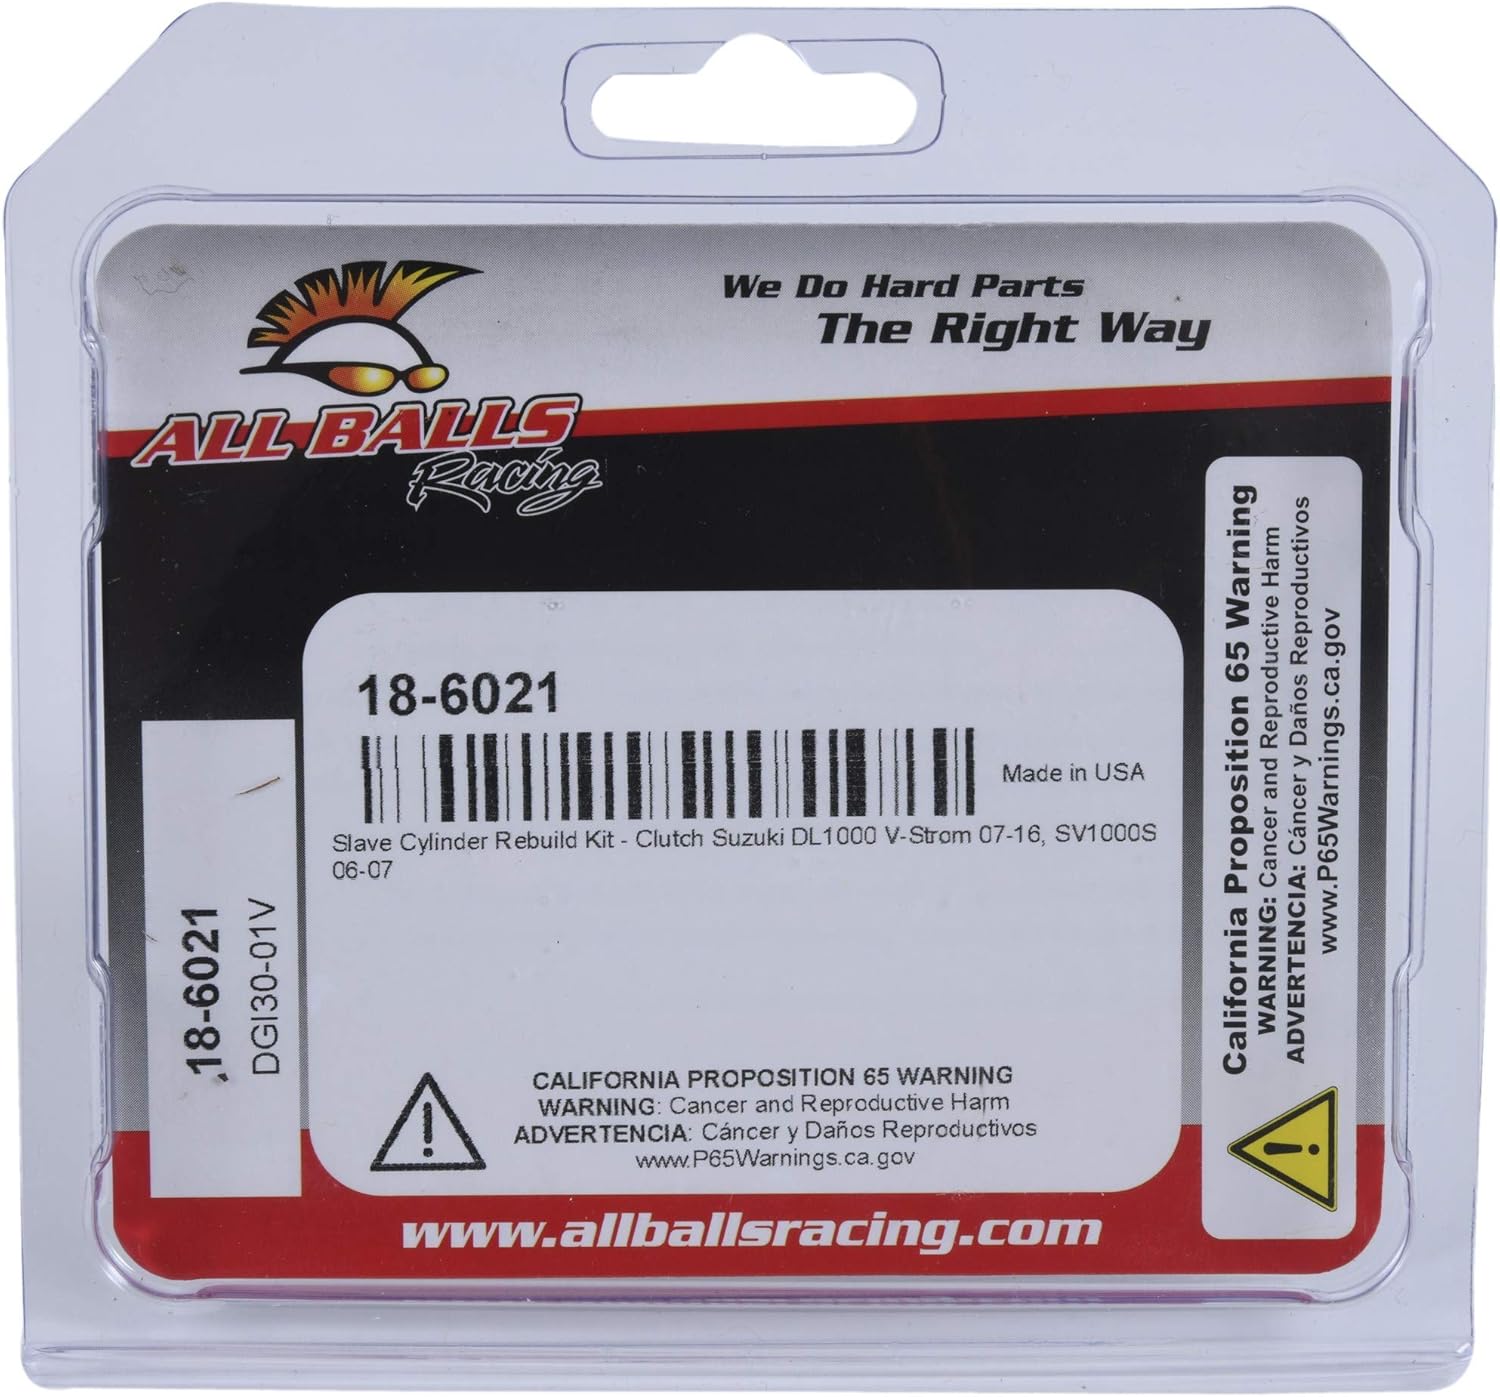 We Do Hard Parts
The Right Way
ALL BALLS
Racing
18-6021
Made in USA
Slave Cylinder Rebuild Kit - Clutch Suzuki DL1000 V-Strom 07-16, SV1000S
06-07
CALIFORNIA PROPOSITION 65 WARNING
WARNING: Cancer and Reproductive Harm
ADVERTENCIA: Cáncer y Daños Reproductivos
www.P65Warnings.ca.gov
18-6021
DGI30-01V
California Proposition 65 Warning
WARNING: Cancer and Reproductive Harm
ADVERTENCIA: Cáncer y Daños Reproductivos
www.P65Warnings.ca.gov
www.allballsracing.com